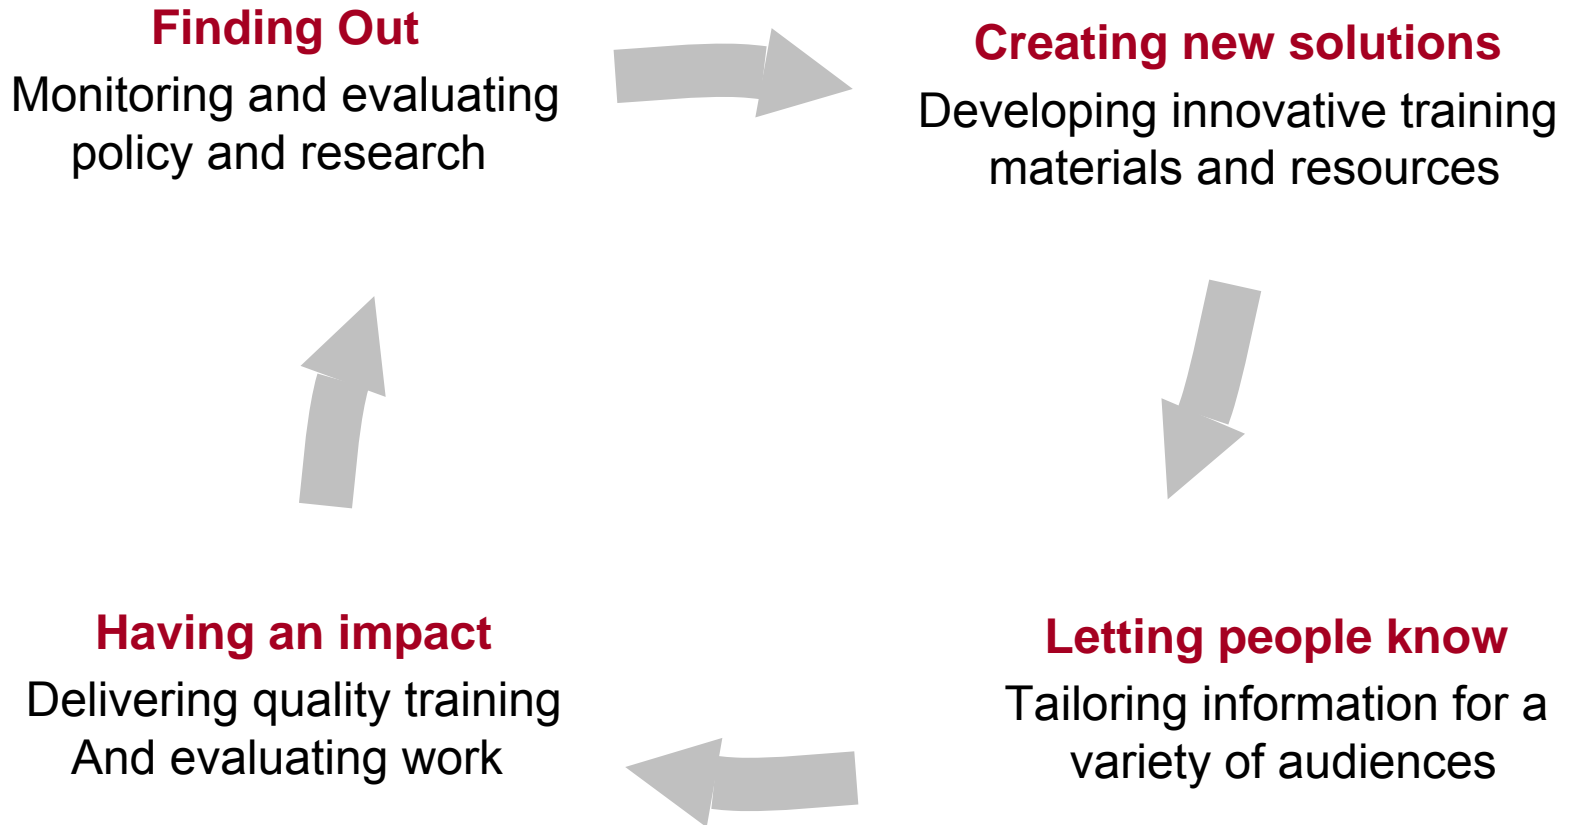 Finding Out
Monitoring and evaluating
policy and research
Creating new solutions
Developing innovative training
materials and resources
Having an impact
Delivering quality training
And evaluating work
Letting people know
Tailoring information for a
variety of audiences